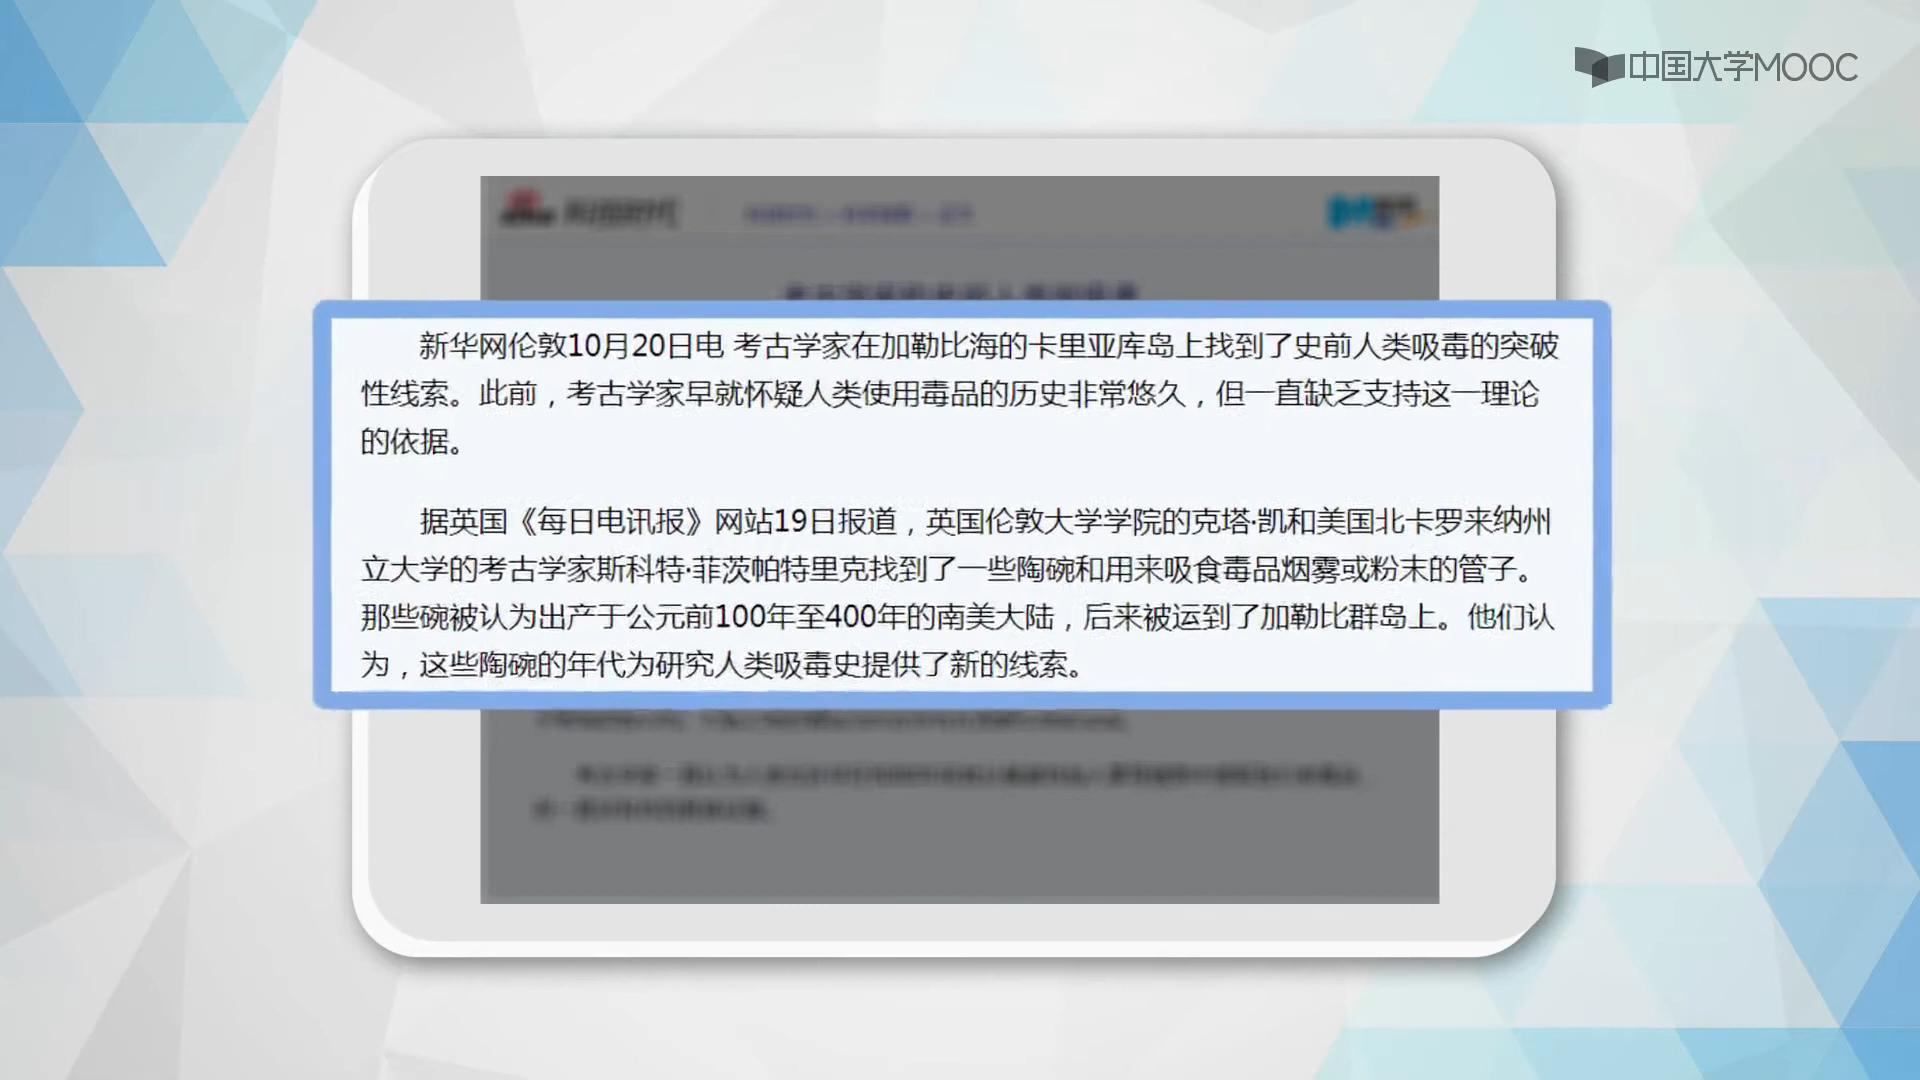 中国大学MOOC
新华网伦敦10月20日电 考古学家在加勒比海的卡里亚库岛上找到了史前人类吸毒的突破
性线索。此前，考古学家早就怀疑人类使用毒品的历史非常悠久，但一直缺乏支持这一理论
的依据。
据英国《每日电讯报》网站19日报道，英国伦敦大学学院的克塔·凯和美国北卡罗来纳州
立大学的考古学家斯科特·菲茨帕特里克找到了一些陶碗和用来吸食毒品烟雾或粉末的管子。
那些碗被认为出产于公元前100年至400年的南美大陆，后来被运到了加勒比群岛上。他们认
为，这些陶碗的年代为研究人类吸毒史提供了新的线索。